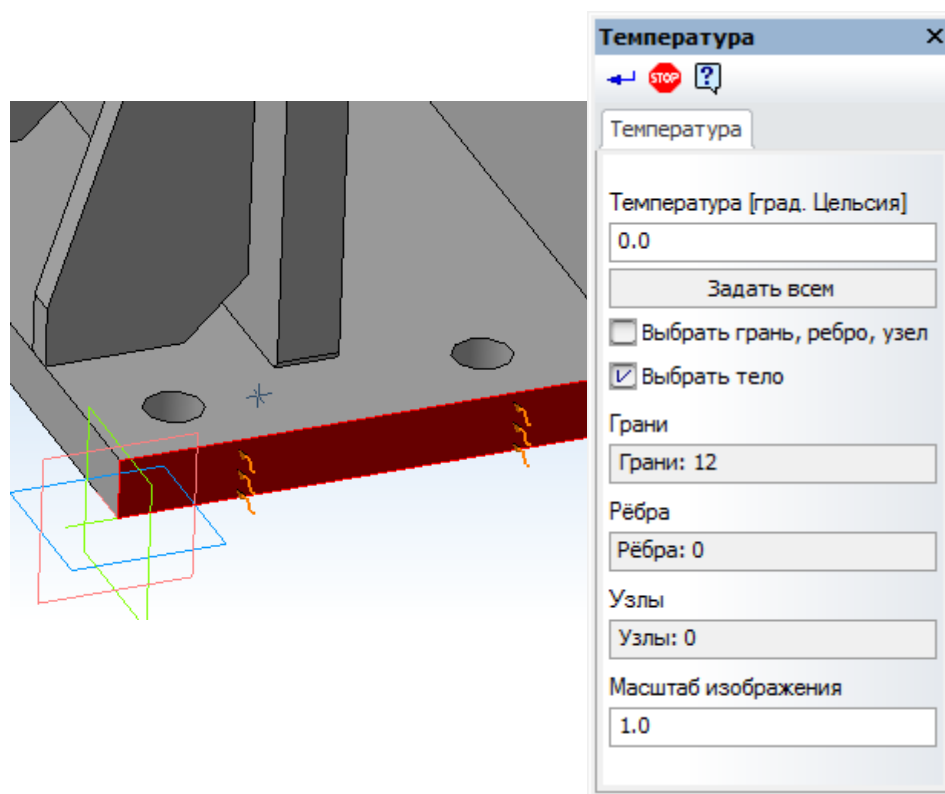 Температура
STOP
?
Температура
Температура [град. Цельсия]
0.0
Задать всем
Выбрать грань, ребро, узел
Выбрать тело
Грани
Грани: 12
Рёбра
Рёбра: 0
Узлы
Узлы: 0
Масштаб изображения
1.0